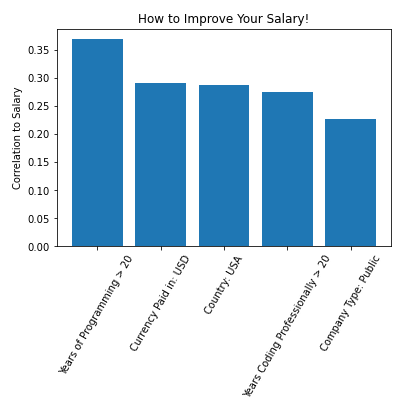 How to Improve Your Salary!
Correlation to Salary
0.35
0.30
0.25
0.20
0.15
0.10
0.05
0.00
Years of Programming > 20
Currency Paid in: USD
Country: USA
Years Coding Professionally > 20
Company Type: Public